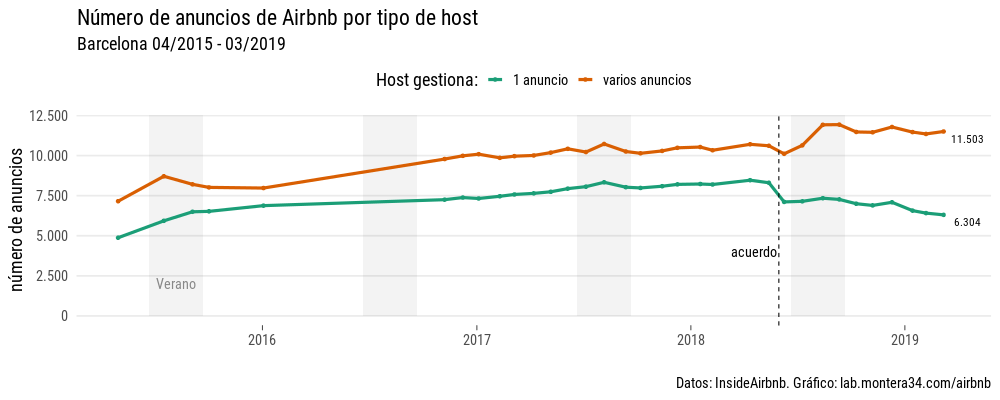 Número de anuncios de Airbnb por tipo de host
Barcelona 04/2015 - 03/2019
Host gestiona: 1 anuncio varios anuncios
número de anuncios
12.500
10.000
7.500
5.000
2.500
0
Verano
acuerdo
11.503
6.304
2016 2017 2018 2019
Datos: InsideAirbnb. Gráfico: lab.montera34.com/airbnb